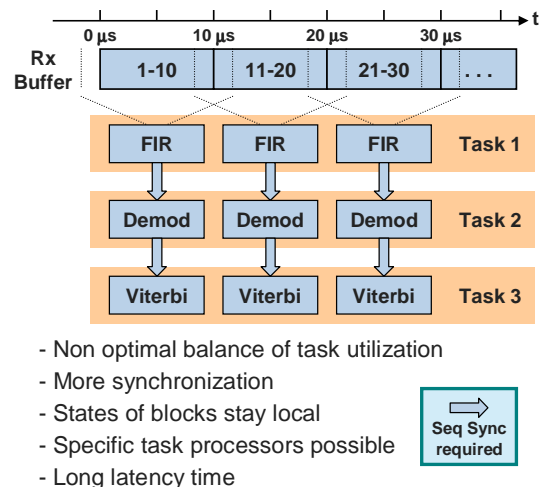 t
0 µs 10 µs 20 µs 30 µs
Rx Buffer
1-10 11-20 21-30 . . .
FIR FIR FIR Task 1
Demod Demod Demod Task 2
Viterbi Viterbi Viterbi Task 3
- Non optimal balance of task utilization
- More synchronization
- States of blocks stay local
- Specific task processors possible
- Long latency time
Seq Sync
required